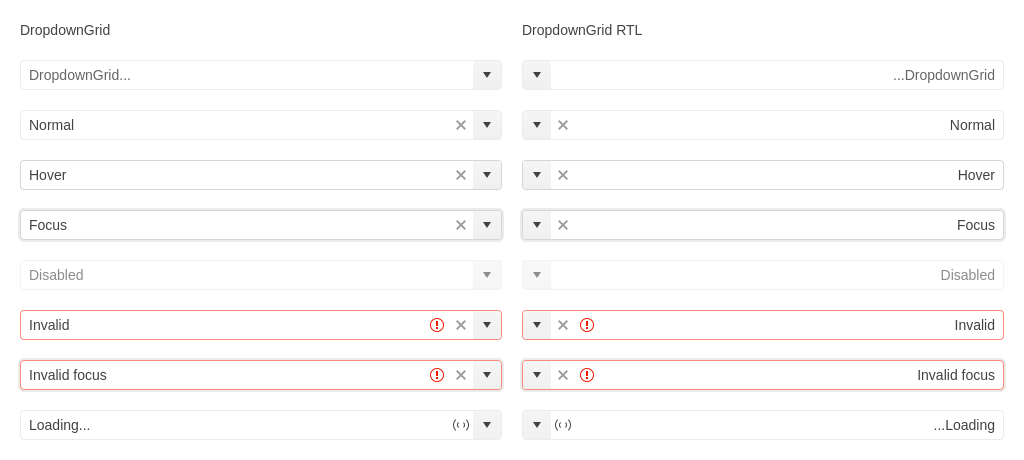 DropdownGrid
DropdownGrid RTL
DropdownGrid...
...DropdownGrid
Normal
Normal
Hover
Hover
Focus
Focus
Disabled
Disabled
Invalid
Invalid
Invalid focus
Invalid focus
Loading...
...Loading